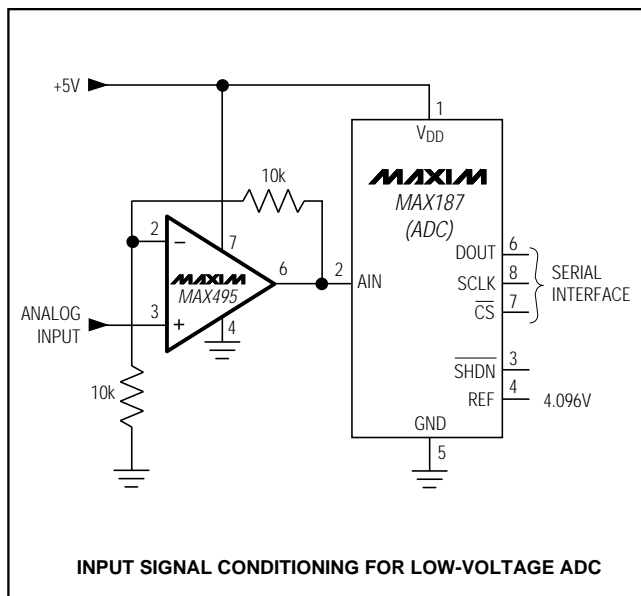 +5V
1
VDD
10k
MAXIM
MAX187
(ADC)
2
7
−
DOUT
6
MAXIM
MAX495
6
2
AIN
SCLK
8
SERIAL
INTERFACE
ANALOG
INPUT
3
+
4
CS
7
SHDN
3
10k
REF
4
4.096V
GND
5
INPUT SIGNAL CONDITIONING FOR LOW-VOLTAGE ADC